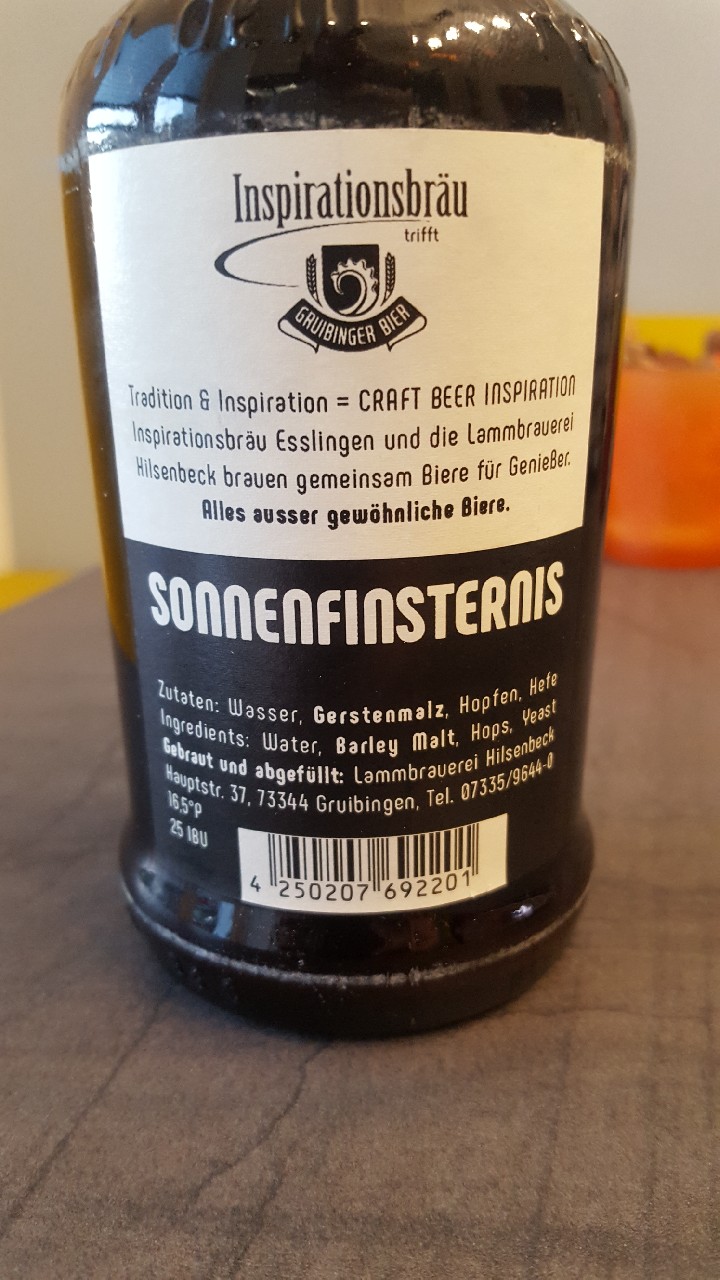 Inspirationsbräu
trifft
GRUIBINGER BIER
Tradition & Inspiration = CRAFT BEER INSPIRATION
Inspirationsbräu Esslingen und die Lammbrauerei
Hilsenbeck brauen gemeinsam Biere für Genießer.
Alles ausser gewöhnliche Biere.
SONNENFINSTERNIS
Zutaten: Wasser, Gerstenmalz, Hopfen, Hefe
Ingredients: Water, Barley Malt, Hops, Yeast
Gebraut und abgefüllt: Lammbrauerei Hilsenbeck
Hauptstr. 37, 73344 Gruibingen, Tel. 07335/9644-0
16,5°P
25 IBU
4 250207 692201